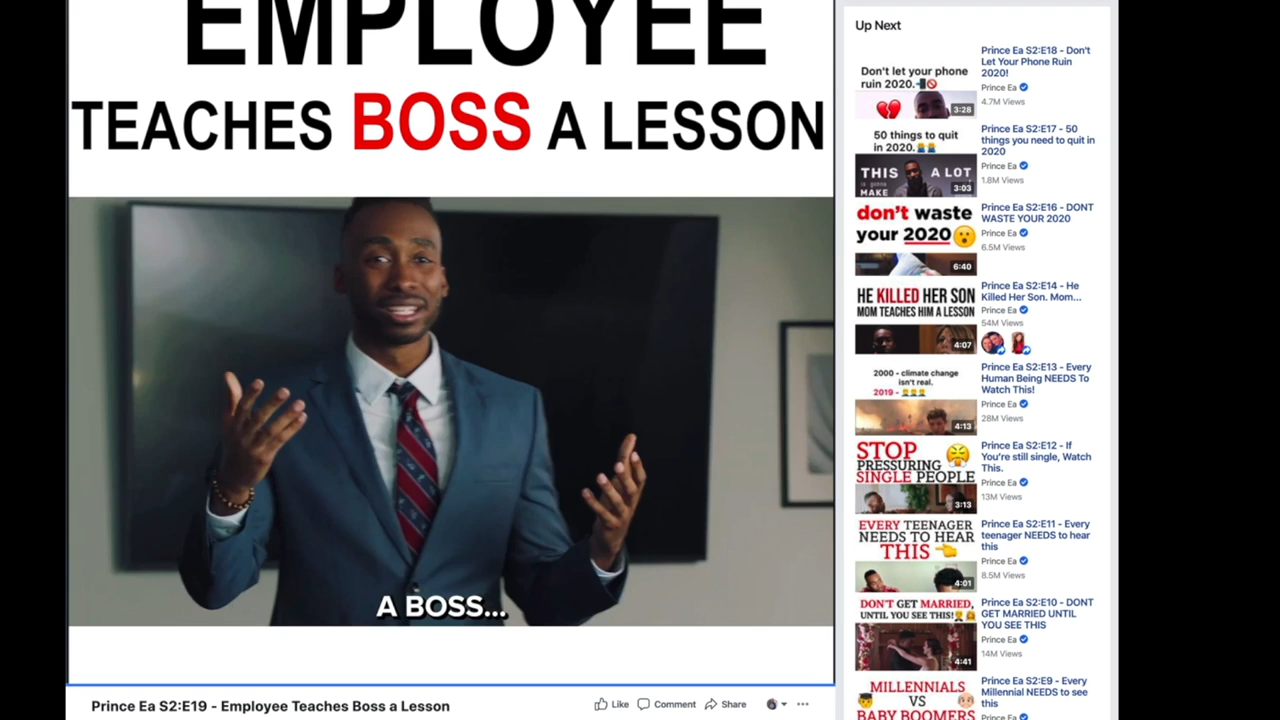 EMPLOYEE
TEACHES BOSS A LESSON
A BOSS...
Prince Ea S2:E19 - Employee Teaches Boss a Lesson
Like
Comment
Share
Up Next
Don't let your phone
ruin 2020.
3:28
Prince Ea S2:E18 - Don't
Let Your Phone Ruin
2020!
Prince Ea
4.7M Views
50 things to quit
in 2020.
THIS A LOT
is gonna
MAKE
3:03
Prince Ea S2:E17 - 50
things you need to quit in
2020
Prince Ea
1.8M Views
don't waste
your 2020
6:40
Prince Ea S2:E16 - DONT
WASTE YOUR 2020
Prince Ea
6.5M Views
HE KILLED HER SON
MOM TEACHES HIM A LESSON
4:07
Prince Ea S2:E14 - He
Killed Her Son. Mom...
Prince Ea
54M Views
2000 - climate change
isn't real.
2019 -
4:13
Prince Ea S2:E13 - Every
Human Being NEEDS To
Watch This!
Prince Ea
28M Views
STOP
PRESSURING
SINGLE PEOPLE
3:13
Prince Ea S2:E12 - If
You're still single, Watch
This.
Prince Ea
13M Views
EVERY TEENAGER
NEEDS TO HEAR
THIS
4:01
Prince Ea S2:E11 - Every
teenager NEEDS to hear
this
Prince Ea
8.5M Views
DON'T GET MARRIED,
UNTIL YOU SEE THIS!
4:41
Prince Ea S2:E10 - DONT
GET MARRIED UNTIL
YOU SEE THIS
Prince Ea
14M Views
MILLENNIALS
VS
BABY BOOMERS
Prince Ea S2:E9 - Every
Millennial NEEDS to see
this
Prince Ea